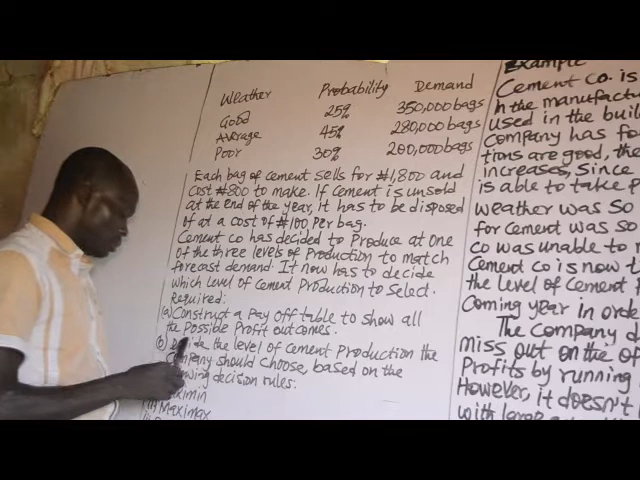 Weather Probability Demand
Good 25% 350,000 bags
Average 45% 280,000 bags
Poor 30% 200,000 bags
Each bag of cement sells for ₦1,800 and
cost ₦800 to make. If cement is unsold
at the end of the year, it has to be disposed
of at a cost of ₦100 per bag.
Cement co has decided to Produce at one
of the three levels of Production to match
forecast demand. It now has to decide
which level of cement Production to select.
Required:
(a) Construct a Pay off table to show all
the Possible Profit outcomes.
(b) the level of cement Production the
Company should choose, based on the
decision rules:
Maximax
Example
Cement co. is
in the manufactu
used in the buil
Company has fo
tions are good, the
increases, Since
is able to take P
weather was so
for cement was so
co was unable to
Cement Co is now t
the level of Cement P
Coming year in orde
The Company d
miss out on the
Profits by running
However, it doesn't
with large